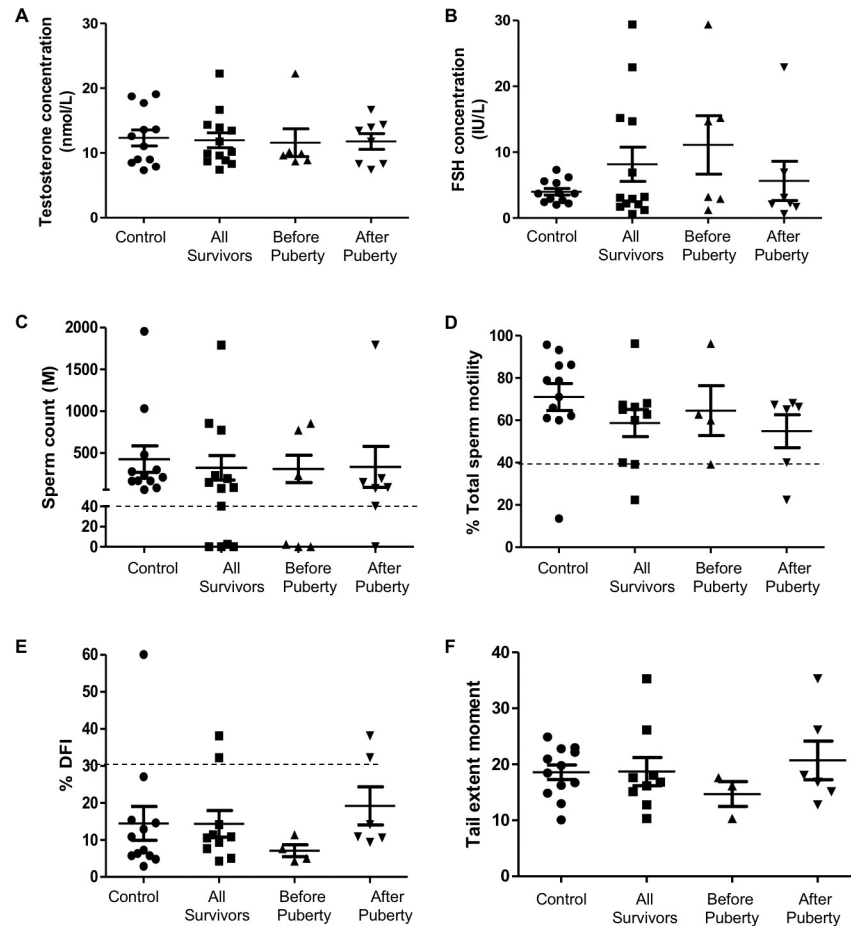 A
Testosterone concentration
(nmol/L)
30
20
10
0
Control
All
Survivors
Before
Puberty
After
Puberty
B
FSH concentration
(IU/L)
30
20
10
0
Control
All
Survivors
Before
Puberty
After
Puberty
C
Sperm count (M)
2000
1500
1000
500
40
20
0
Control
All
Survivors
Before
Puberty
After
Puberty
D
% Total sperm motility
100
80
60
40
20
0
Control
All
Survivors
Before
Puberty
After
Puberty
E
% DFI
60
50
40
30
20
10
0
Control
All
Survivors
Before
Puberty
After
Puberty
F
Tail extent moment
40
30
20
10
0
Control
All
Survivors
Before
Puberty
After
Puberty